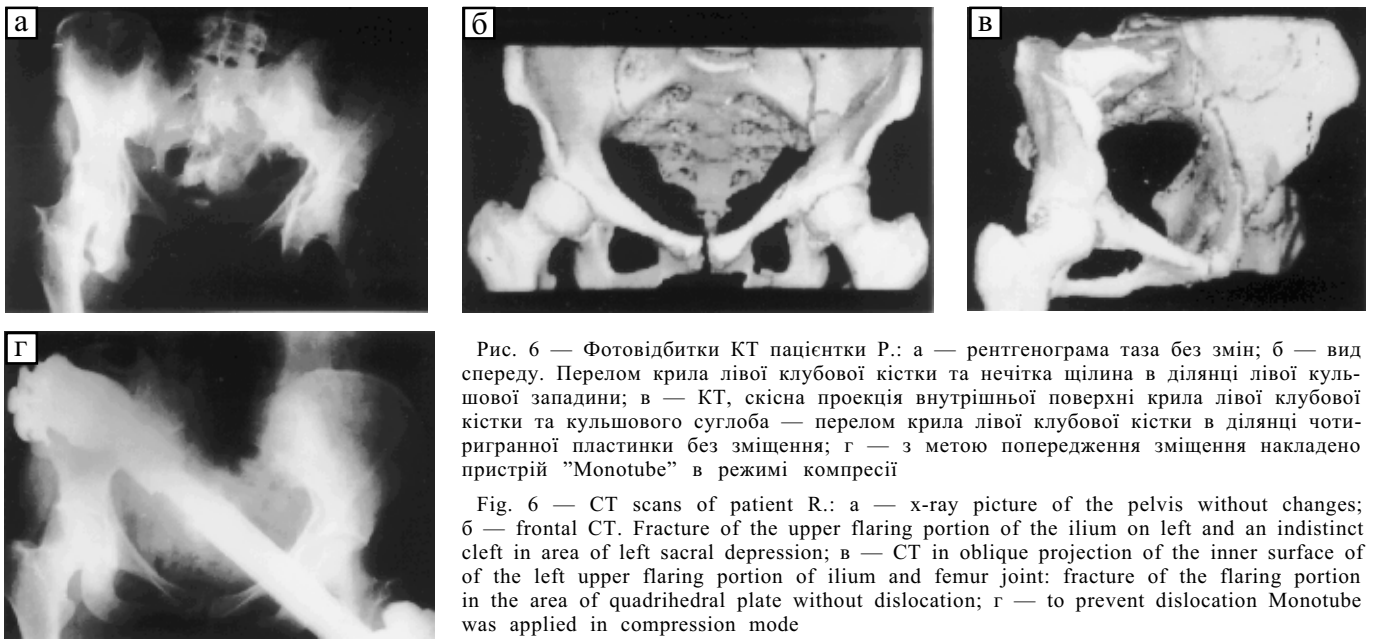 а
б
в
г
Рис. 6 — Фотовідбитки КТ пацієнтки Р.: а — рентгенограма таза без змін; б — вид
спереду. Перелом крила лівої клубової кістки та нечітка щілина в ділянці лівої куль-
шової западини; в — КТ, скісна проекція внутрішньої поверхні крила лівої клубової
кістки та кульшового суглоба — перелом крила лівої клубової кістки в ділянці чоти-
ригранної пластинки без зміщення; г — з метою попередження зміщення накладено
пристрій ”Monotube” в режимі компресії
Fig. 6 — CT scans of patient R.: a — x-ray picture of the pelvis without changes;
б — frontal CT. Fracture of the upper flaring portion of the ilium on left and an indistinct
cleft in area of left sacral depression; в — CT in oblique projection of the inner surface of
of the left upper flaring portion of ilium and femur joint: fracture of the flaring portion
in the area of quadrihedral plate without dislocation; г — to prevent dislocation Monotube
was applied in compression mode